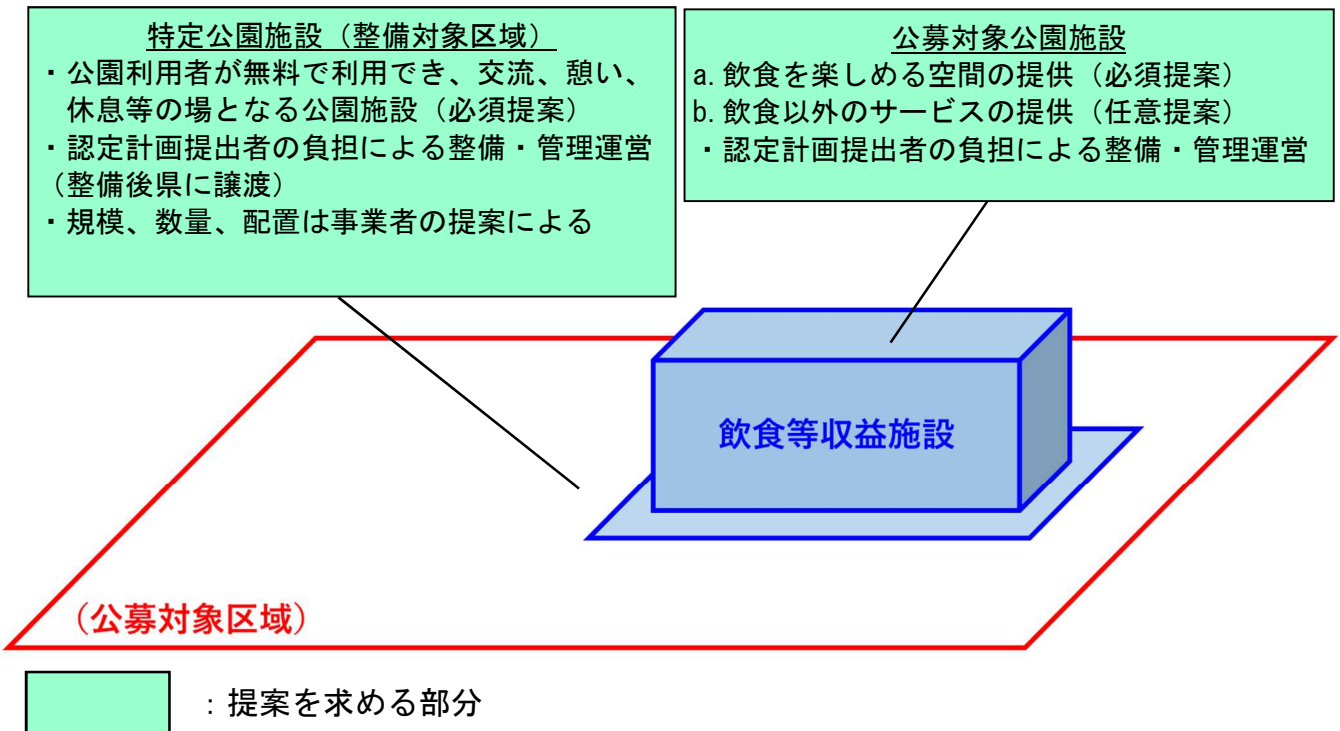 特定公園施設（整備対象区域）
・公園利用者が無料で利用でき、交流、憩い、
休息等の場となる公園施設（必須提案）
・認定計画提出者の負担による整備・管理運営
（整備後県に譲渡）
・規模、数量、配置は事業者の提案による
公募対象公園施設
a. 飲食を楽しめる空間の提供（必須提案）
b. 飲食以外のサービスの提供（任意提案）
・認定計画提出者の負担による整備・管理運営
飲食等収益施設
（公募対象区域）
：提案を求める部分